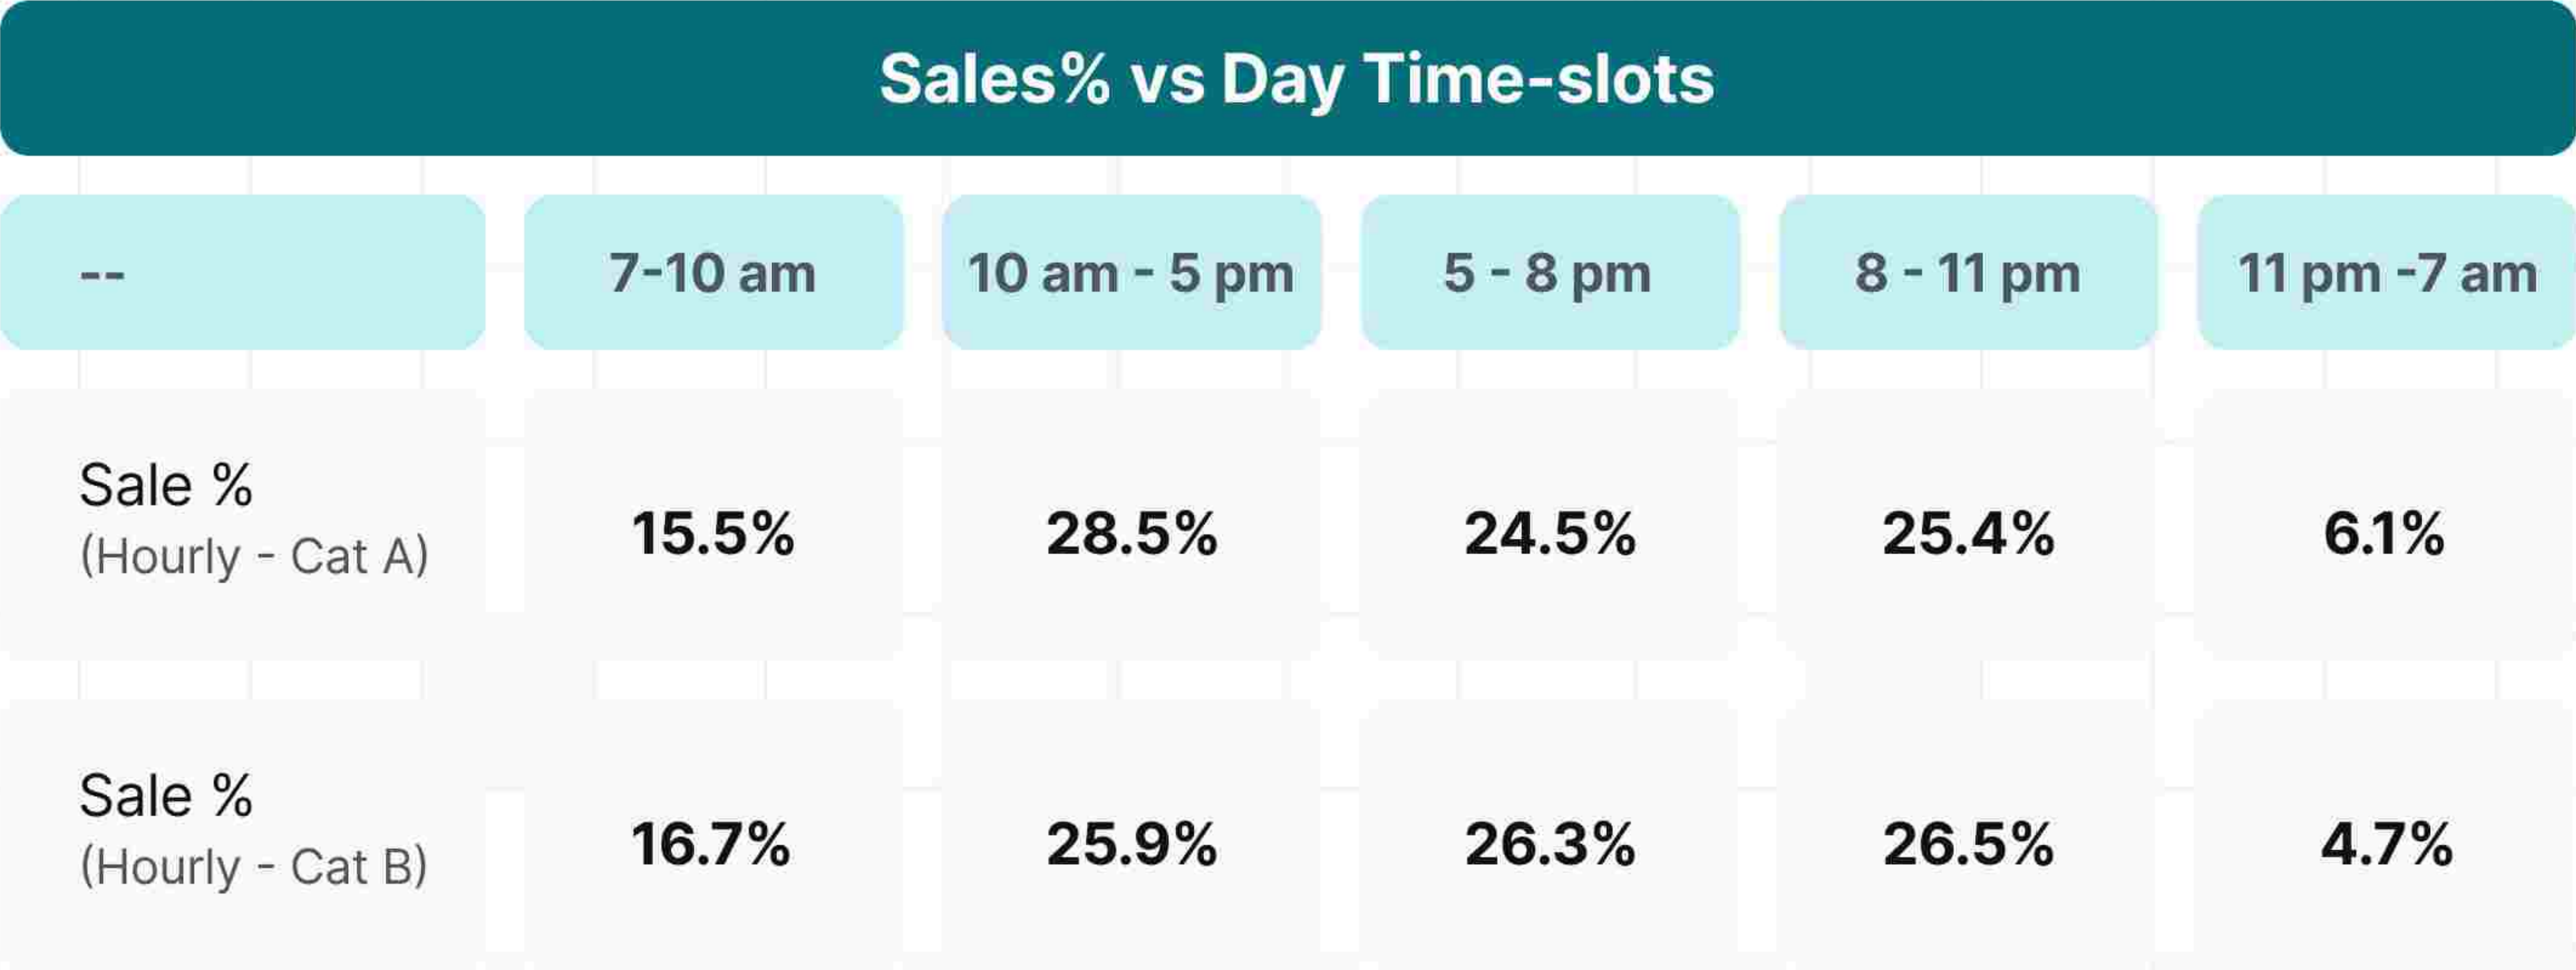 Sales% vs Day Time-slots
-- 7-10 am 10 am - 5 pm 5 - 8 pm 8 - 11 pm 11 pm -7 am
Sale %
(Hourly - Cat A) 15.5% 28.5% 24.5% 25.4% 6.1%
Sale %
(Hourly - Cat B) 16.7% 25.9% 26.3% 26.5% 4.7%